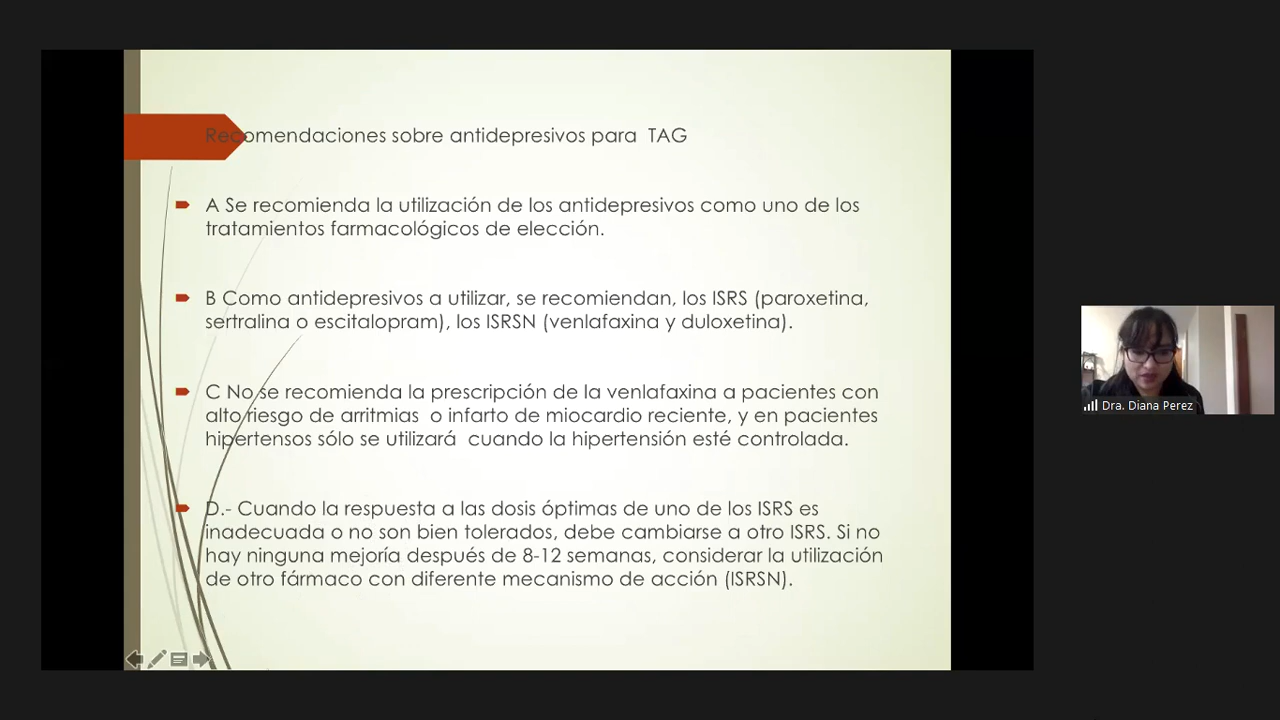 Recomendaciones sobre antidepresivos para  TAG
A Se recomienda la utilización de los antidepresivos como uno de los
tratamientos farmacológicos de elección.
B Como antidepresivos a utilizar, se recomiendan, los ISRS (paroxetina,
sertralina o escitalopram), los ISRSN (venlafaxina y duloxetina).
C No se recomienda la prescripción de la venlafaxina a pacientes con
alto riesgo de arritmias  o infarto de miocardio reciente, y en pacientes
hipertensos sólo se utilizará  cuando la hipertensión esté controlada.
D.- Cuando la respuesta a las dosis óptimas de uno de los ISRS es
inadecuada o no son bien tolerados, debe cambiarse a otro ISRS. Si no
hay ninguna mejoría después de 8-12 semanas, considerar la utilización
de otro fármaco con diferente mecanismo de acción (ISRSN).
Dra. Diana Perez